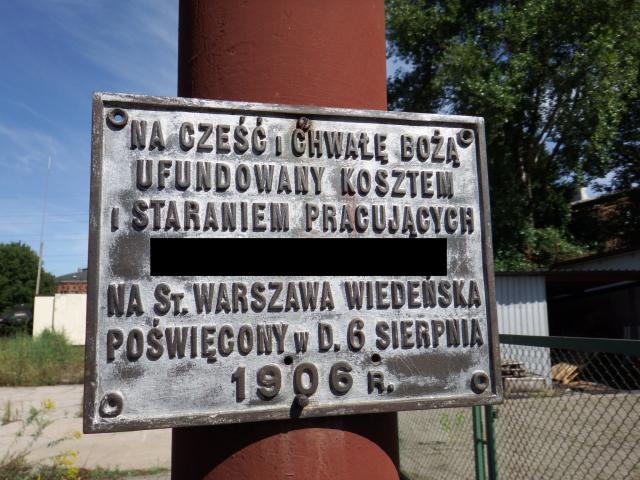 NA CZEŚĆ I CHWAŁĘ BOŻĄ
UFUNDOWANY KOSZTEM
I STARANIEM PRACUJĄCYCH
NA ST. WARSZAWA WIEDEŃSKA
POŚWIĘCONY W D. 6 SIERPNIA
1906 R.